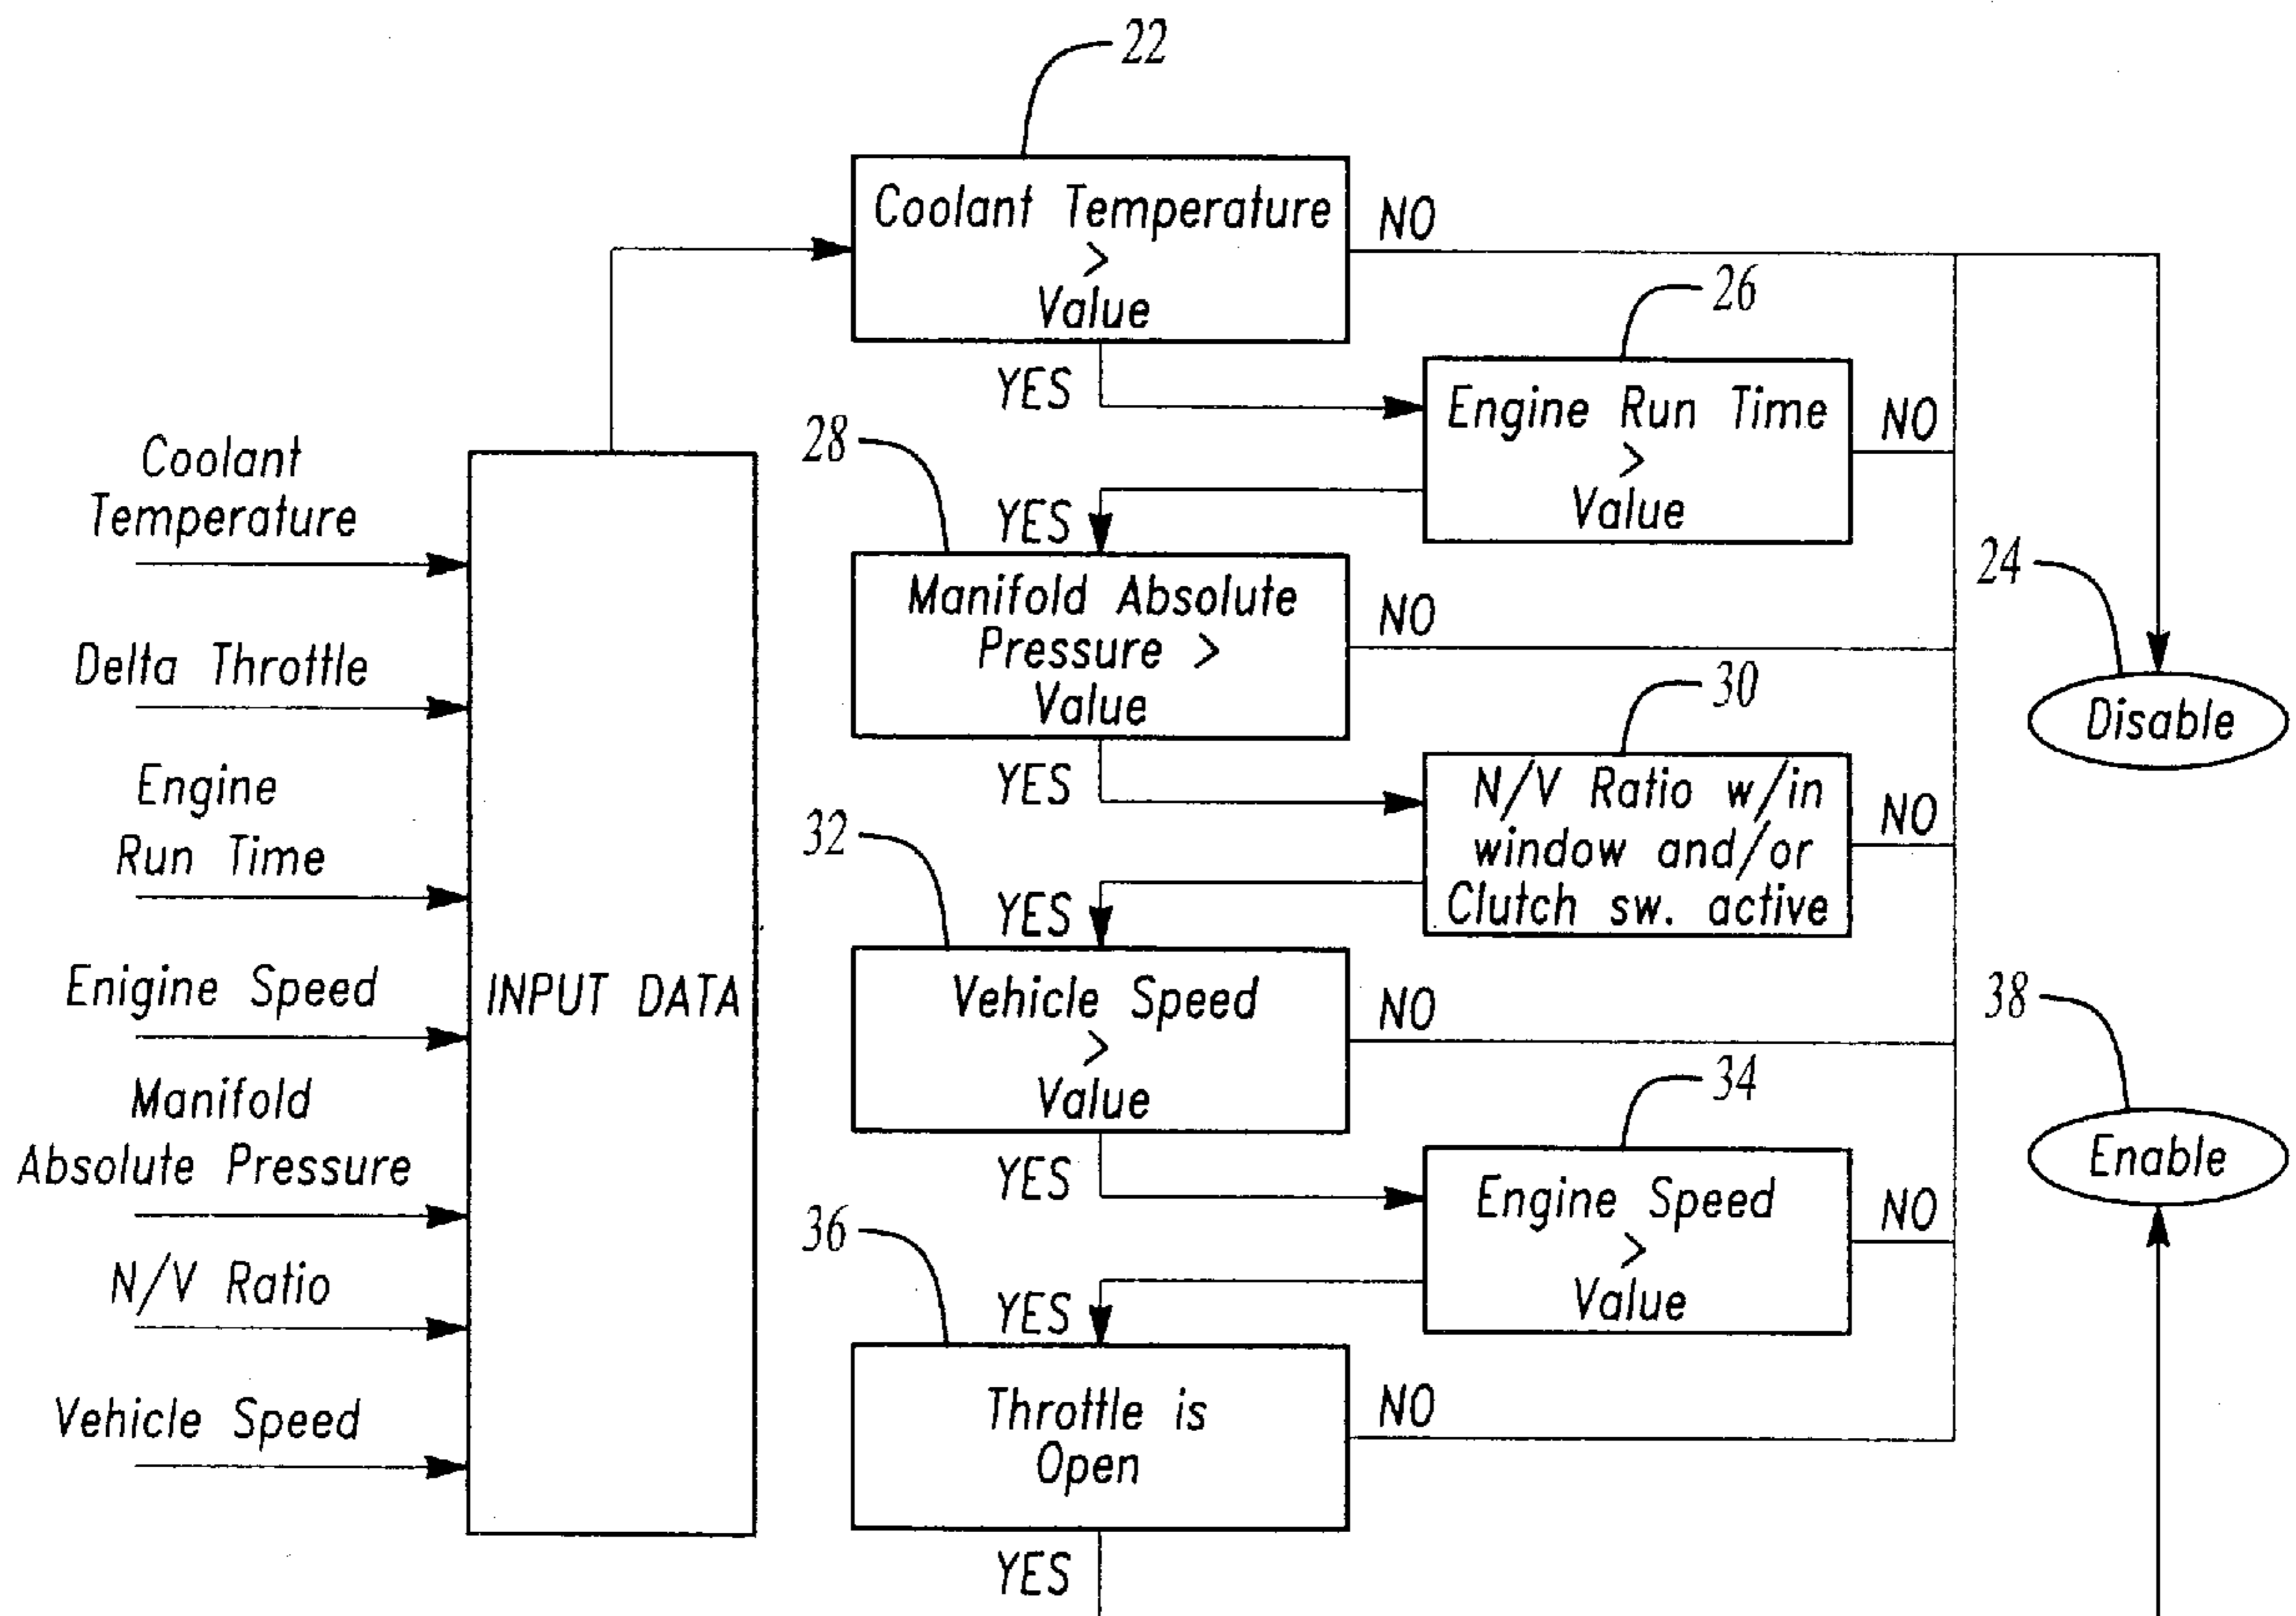 22
Coolant Temperature
>
Value
NO
YES
26
Engine Run Time
>
Value
NO
YES
28
Manifold Absolute
Pressure >
Value
NO
YES
30
N/V Ratio w/in
window and/or
Clutch sw. active
NO
YES
32
Vehicle Speed
>
Value
NO
YES
34
Engine Speed
>
Value
NO
YES
36
Throttle is
Open
NO
YES
24
Disable
38
Enable
Coolant
Temperature
Delta Throttle
Engine
Run Time
Enigine Speed
Manifold
Absolute Pressure
N/V Ratio
Vehicle Speed
INPUT DATA